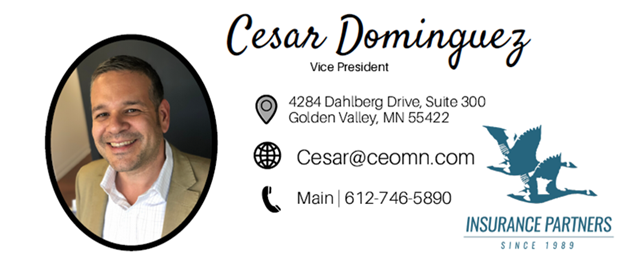 Cesar Dominguez
Vice President
4284 Dahlberg Drive, Suite 300
Golden Valley, MN 55422
Cesar@ceomn.com
Main | 612-746-5890
INSURANCE PARTNERS
SINCE 1989